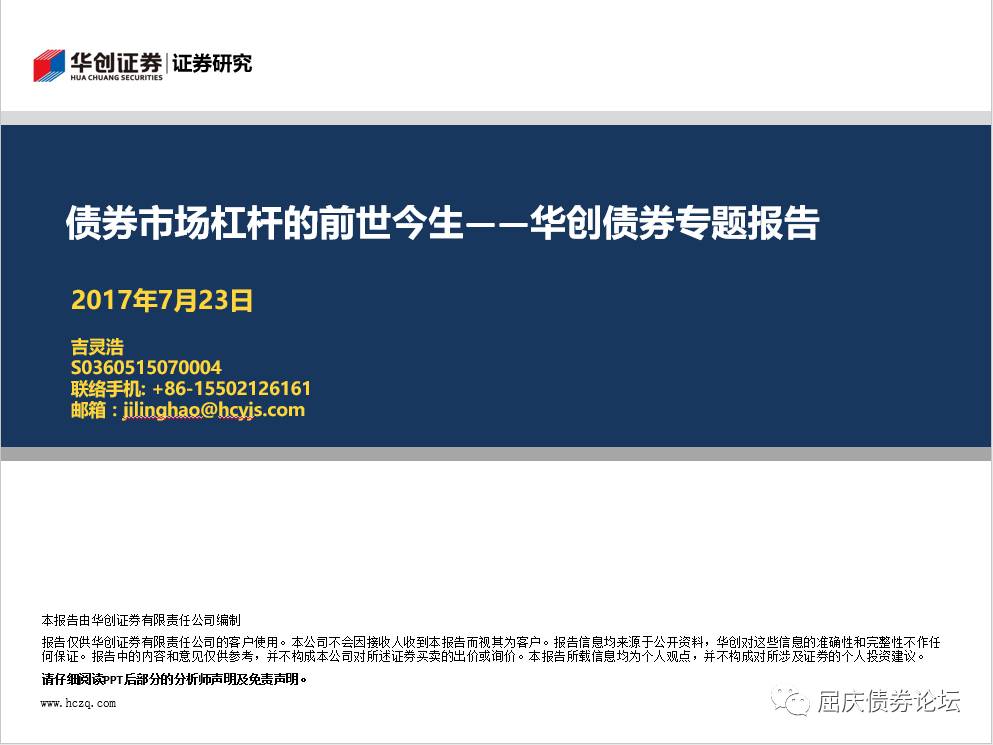 华创证券 | 证券研究
HUA CHUANG SECURITIES
债券市场杠杆的前世今生——华创债券专题报告
2017年7月23日
吉灵浩
S0360515070004
联络手机: +86-15502126161
邮箱：jilinghao@hcyjs.com
本报告由华创证券有限责任公司编制
报告仅供华创证券有限责任公司的客户使用。本公司不会因接收人收到本报告而视其为客户。报告信息均来源于公开资料，华创对这些信息的准确性和完整性不作任
何保证。报告中的内容和意见仅供参考，并不构成本公司对所述证券买卖的出价或询价。本报告所载信息均为个人观点，并不构成对所涉及证券的个人投资建议。
请仔细阅读PPT后部分的分析师声明及免责声明。
www.hczq.com
屈庆债券论坛